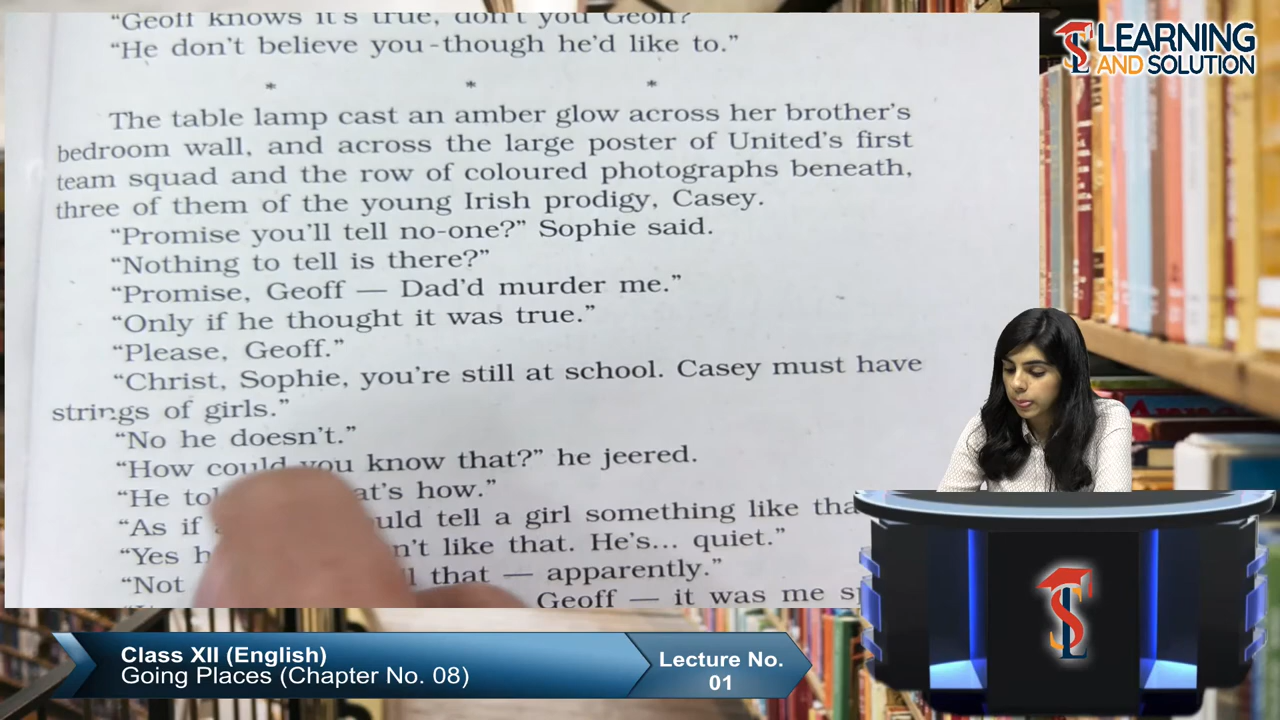 “Geoff knows it's true, don't you Geoff?”
“He don't believe you - though he'd like to.”
* * *
The table lamp cast an amber glow across her brother's
bedroom wall, and across the large poster of United's first
team squad and the row of coloured photographs beneath,
three of them of the young Irish prodigy, Casey.
“Promise you'll tell no-one?” Sophie said.
“Nothing to tell is there?”
“Promise, Geoff — Dad'd murder me.”
“Only if he thought it was true.”
“Please, Geoff.”
“Christ, Sophie, you're still at school. Casey must have
strings of girls.”
“No he doesn't.”
“How could you know that?” he jeered.
“He how.”
“As if tell a girl something like
“Yes like that. He's... quiet.”
“Not that — apparently.”
Geoff — it was me
LEARNING
AND SOLUTION
Class XII (English)
Going Places (Chapter No. 08)
Lecture No.
01